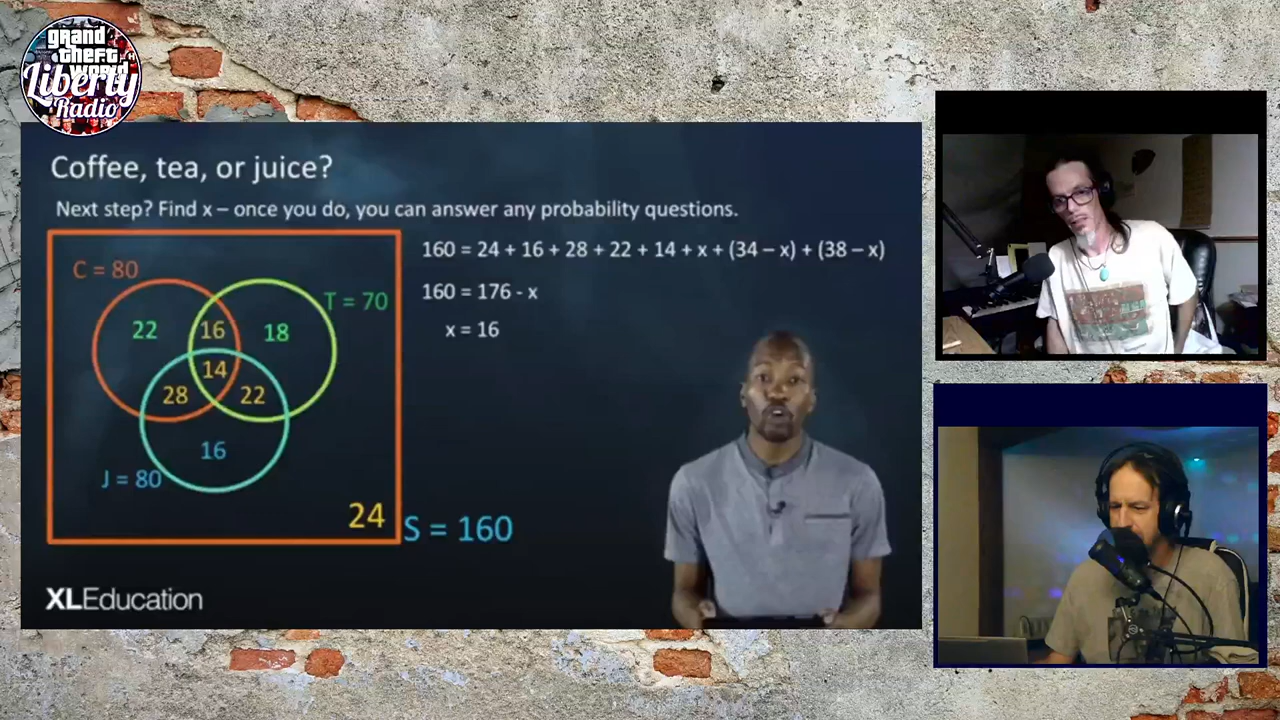 grand
theft
world
Liberty
Radio
Coffee, tea, or juice?
Next step? Find x – once you do, you can answer any probability questions.
160 = 24 + 16 + 28 + 22 + 14 + x + (34 – x) + (38 – x)
160 = 176 - x
x = 16
C = 80
T = 70
22
16
18
14
28
22
16
J = 80
24
S = 160
XLEducation